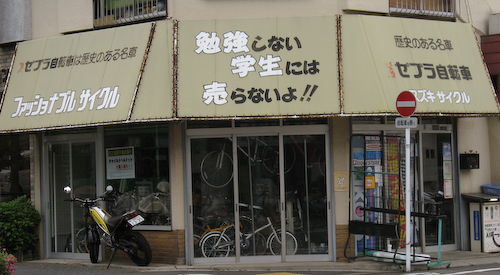 ゼブラ自転車は歴史のある名車
ファッショナブルサイクル
勉強しない
学生には
売らないよ!!
歴史のある名車
ゼブラ自転車
スズキサイクル